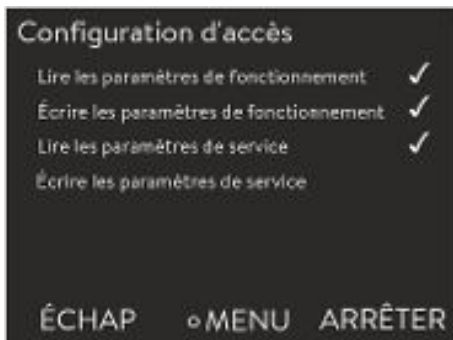 Configuration d'accès
Lire les paramètres de fonctionnement ✓
Écrire les paramètres de fonctionnement ✓
Lire les paramètres de service ✓
Écrire les paramètres de service
ÉCHAP ○ MENU ARRÊTER